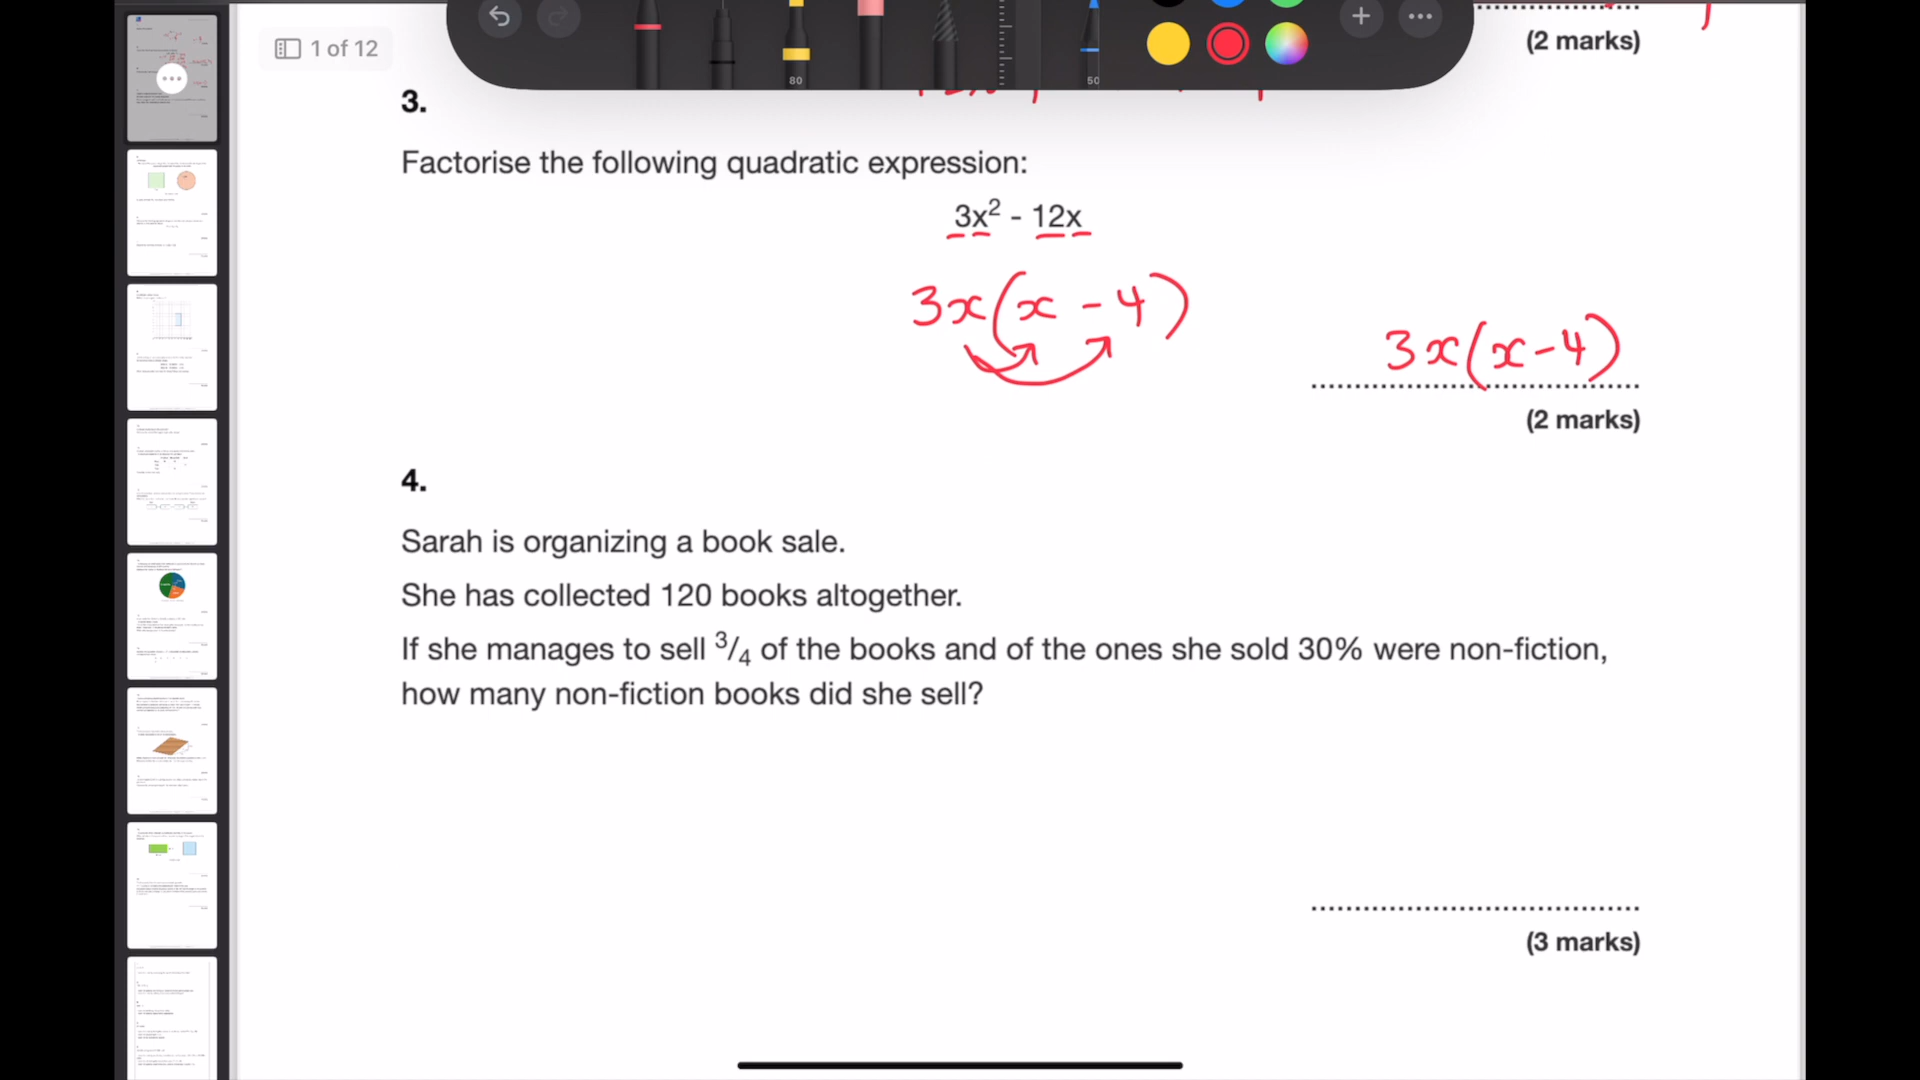 1 of 12
80
50
(2 marks)
3.
Factorise the following quadratic expression:
3x² - 12x
3x(x - 4)
3x(x-4)
(2 marks)
4.
Sarah is organizing a book sale.
She has collected 120 books altogether.
If she manages to sell ³/₄ of the books and of the ones she sold 30% were non-fiction,
how many non-fiction books did she sell?
(3 marks)